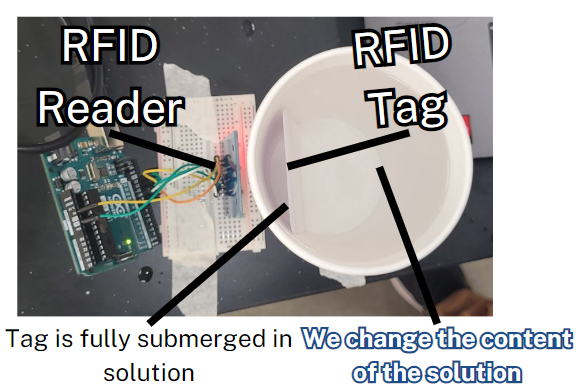 RFID
Reader
RFID
Tag
Tag is fully submerged in
solution
We change the content
of the solution